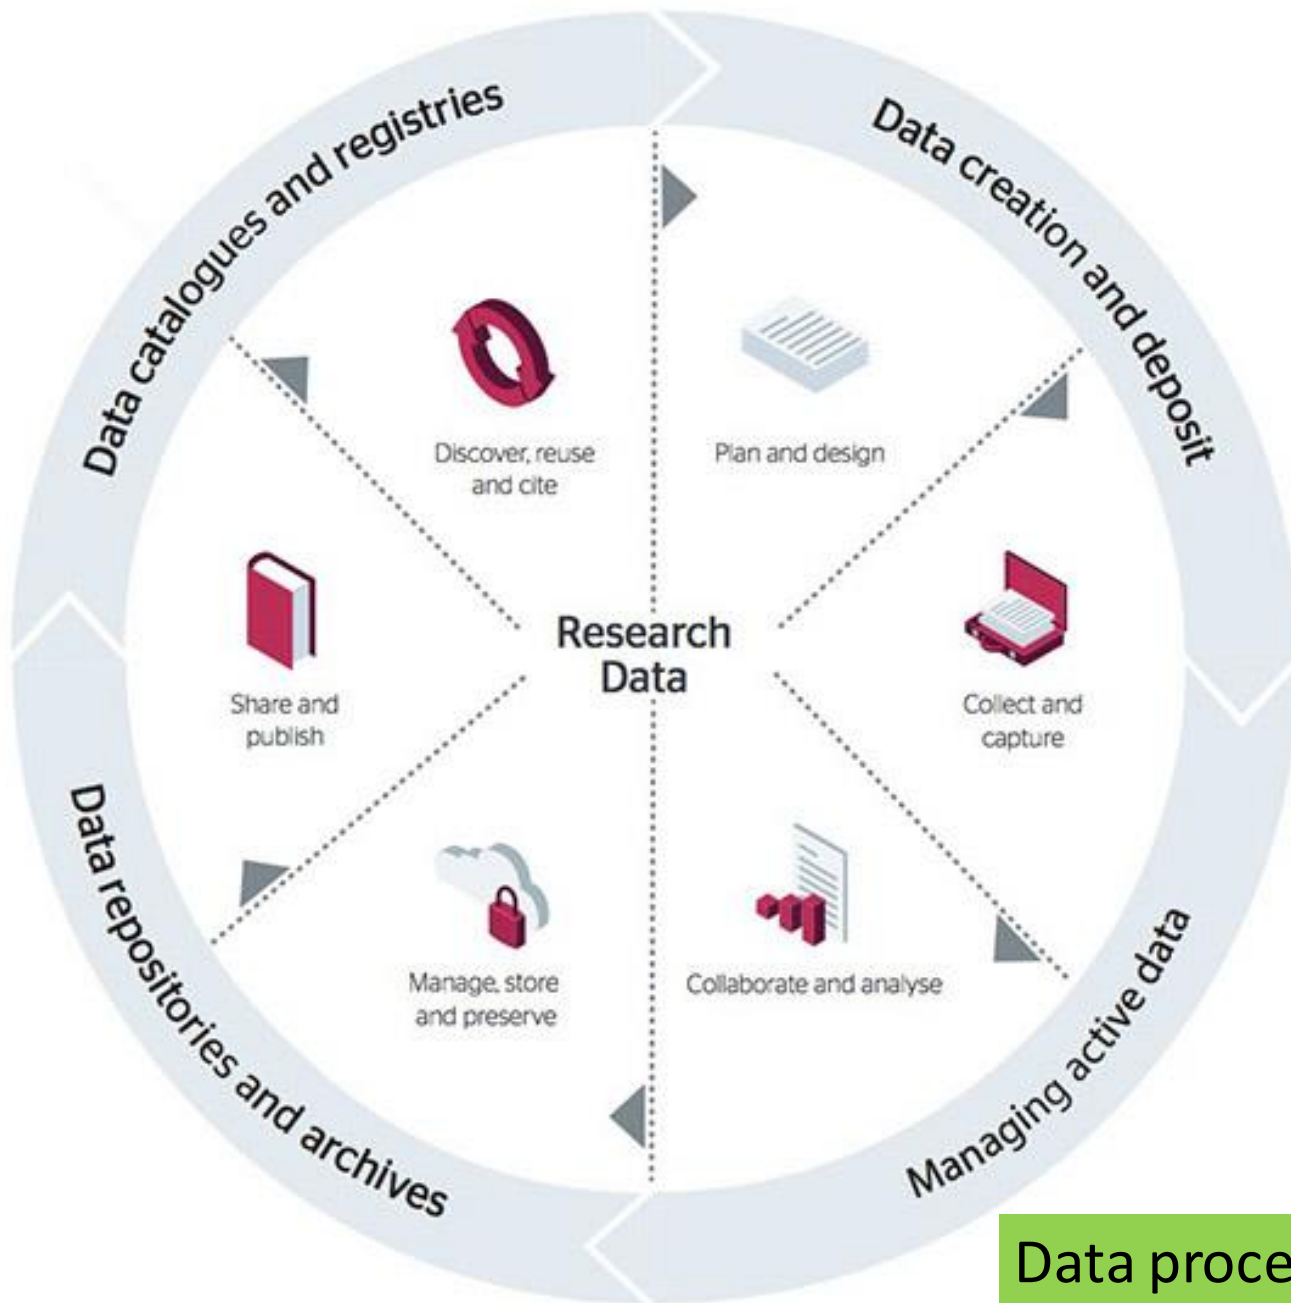 Data catalogues and registries
Data creation and deposit
Discover, reuse
and cite
Plan and design
Research
Data
Share and
publish
Collect and
capture
Manage, store
and preserve
Collaborate and analyse
Data repositories and archives
Managing active data
Data proce